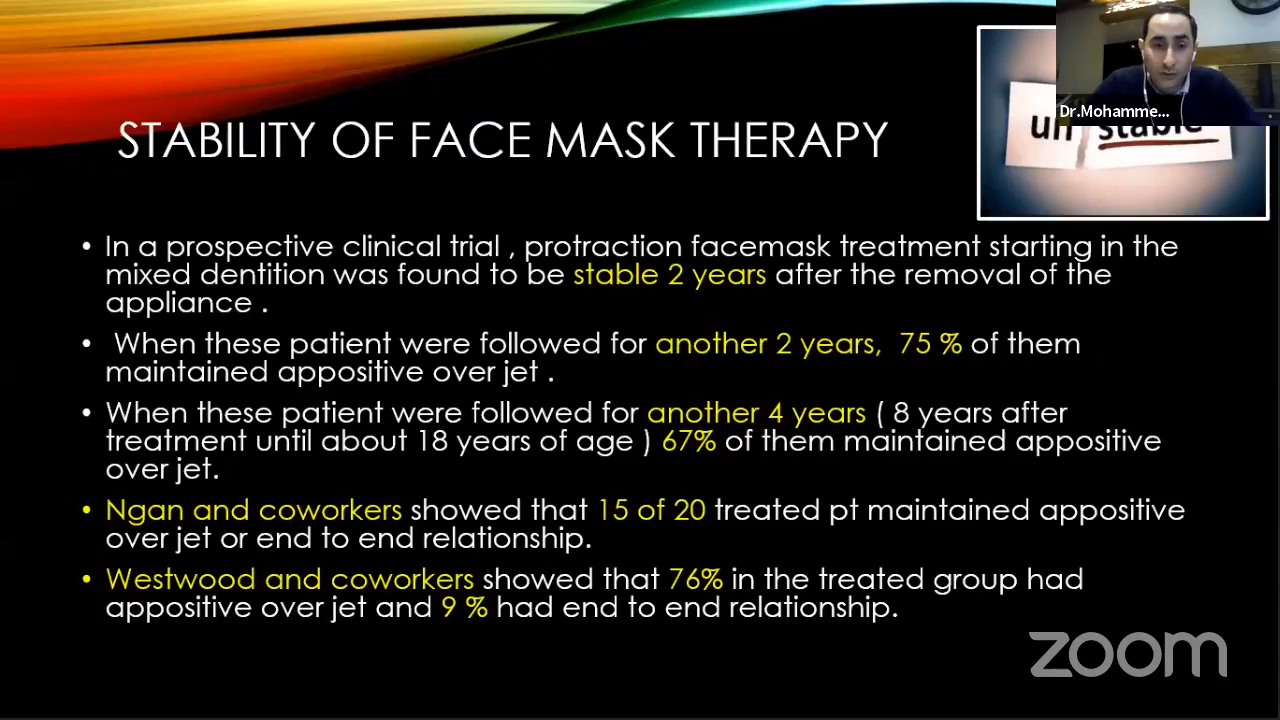 Dr.Mohamme...
un stable
STABILITY OF FACE MASK THERAPY
• In a prospective clinical trial , protraction facemask treatment starting in the
mixed dentition was found to be stable 2 years after the removal of the
appliance .
• When these patient were followed for another 2 years, 75 % of them
maintained appositive over jet .
• When these patient were followed for another 4 years ( 8 years after
treatment until about 18 years of age ) 67% of them maintained appositive
over jet.
• Ngan and coworkers showed that 15 of 20 treated pt maintained appositive
over jet or end to end relationship.
• Westwood and coworkers showed that 76% in the treated group had
appositive over jet and 9 % had end to end relationship.
zoom